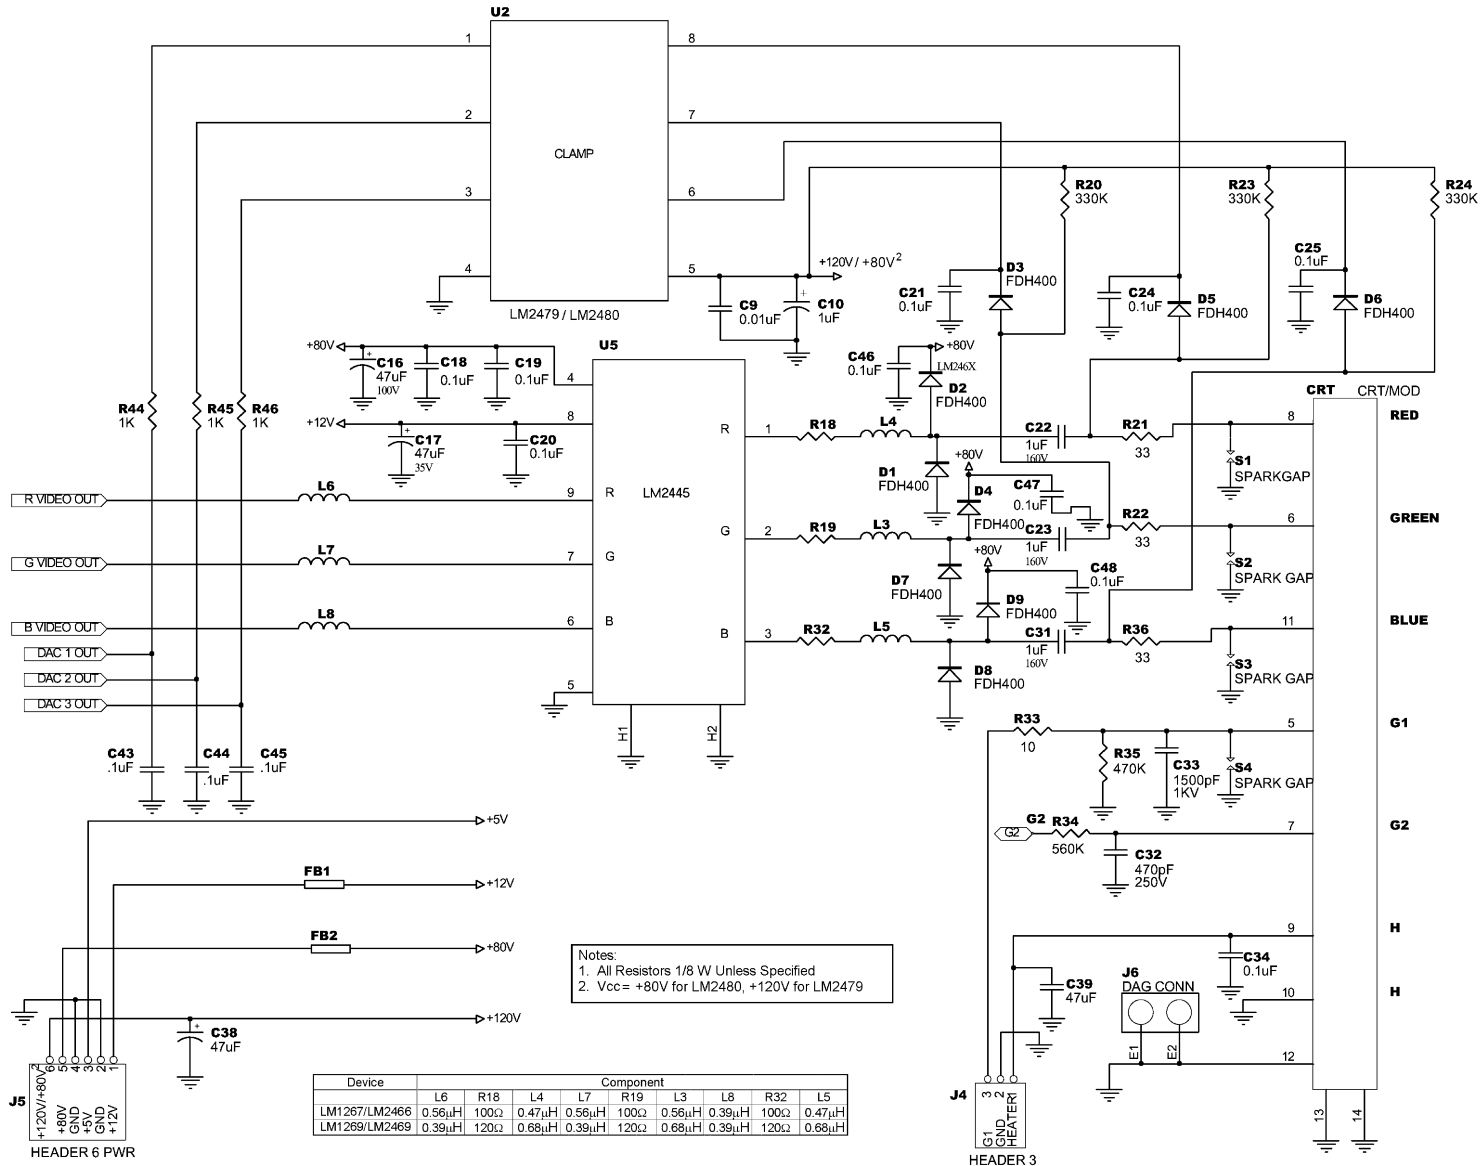 U2
1
8
2
7
CLAMP
3
6
4
5
LM2479 / LM2480
+120V / +80V2
C9
0.01uF
+
C10
1uF
R20
330K
R23
330K
R24
330K
D3
FDH400
C21
0.1uF
C24
0.1uF
D5
FDH400
C25
0.1uF
D6
FDH400
+80V
+
C16
47uF
100V
C18
0.1uF
C19
0.1uF
4
U5
+12V
+
C17
47uF
35V
C20
0.1uF
8
R44
1K
R45
1K
R46
1K
C46
0.1uF
+80V
LM246X
D2
FDH400
R
1
R18
L4
C22
1uF
160V
R21
33
D1
FDH400
CRT
CRT/MOD
8
RED
S1
SPARKGAP
R VIDEO OUT
L6
9
R
LM2445
+80V
D4
FDH400
C47
0.1uF
G
2
R19
L3
C23
1uF
160V
R22
33
6
GREEN
S2
SPARK GAP
G VIDEO OUT
L7
7
G
D7
FDH400
+80V
D9
FDH400
C48
0.1uF
B VIDEO OUT
L8
6
B
B
3
R32
L5
C31
1uF
160V
R36
33
11
BLUE
S3
SPARK GAP
D8
FDH400
DAC 1 OUT
DAC 2 OUT
DAC 3 OUT
5
H1
H2
C43
.1uF
C44
.1uF
C45
.1uF
R33
10
R35
470K
C33
1500pF
1KV
S4
SPARK GAP
5
G1
G2
G2
R34
560K
C32
470pF
250V
7
G2
+5V
FB1
+12V
FB2
+80V
+120V
+
C38
47uF
Notes:
1. All Resistors 1/8 W Unless Specified
2. Vcc = +80V for LM2480, +120V for LM2479
9
H
C34
0.1uF
C39
47uF
J6
DAG CONN
E1
E2
10
H
12
13
14
J5
6
5
4
3
2
1
+120V/+80V2
+80V
GND
+5V
GND
+12V
HEADER 6 PWR
Device Component
L6 R18 L4 L7 R19 L3 L8 R32 L5
LM1267/LM2466 0.56µH 100Ω 0.47µH 0.56µH 100Ω 0.56µH 0.39µH 100Ω 0.47µH
LM1269/LM2469 0.39µH 120Ω 0.68µH 0.39µH 120Ω 0.68µH 0.39µH 120Ω 0.68µH
J4
3
2
1
G1
GND
HEATER
HEADER 3